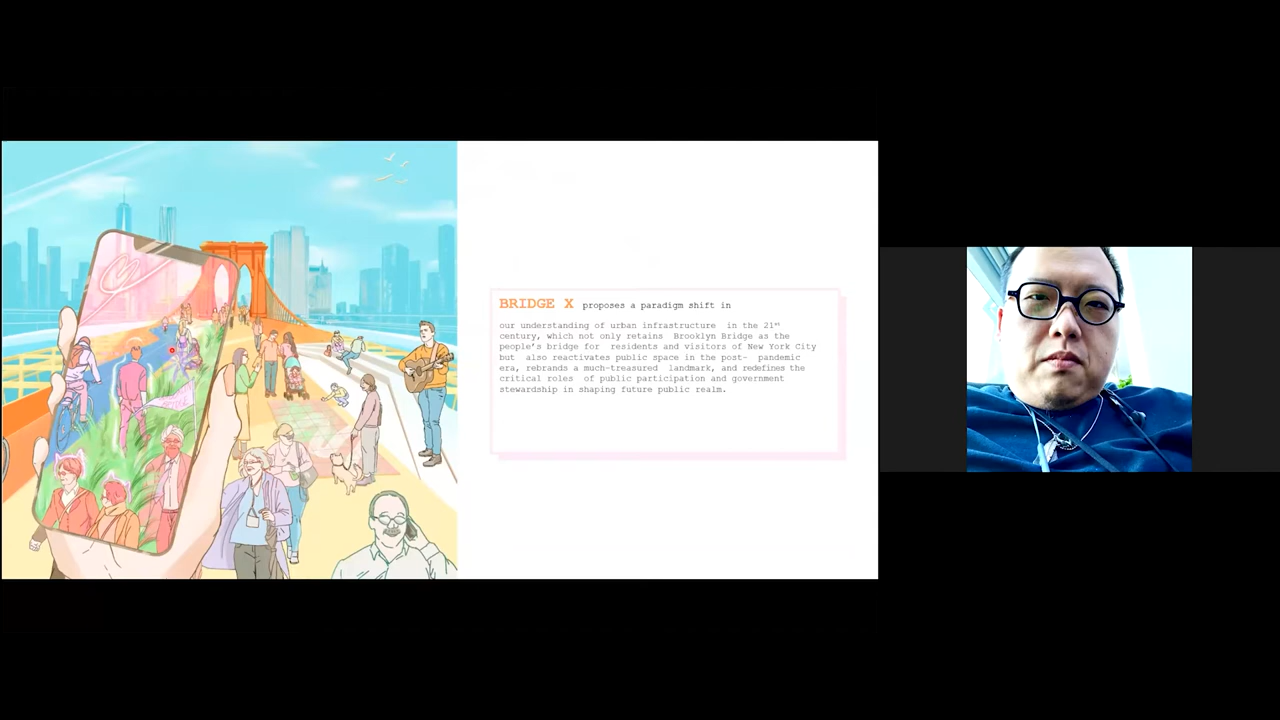 BRIDGE X proposes a paradigm shift in
our understanding of urban infrastructure in the 21st
century, which not only retains Brooklyn Bridge as the
people's bridge for residents and visitors of New York City
but also reactivates public space in the post- pandemic
era, rebrands a much-treasured landmark, and redefines the
critical roles of public participation and government
stewardship in shaping future public realm.